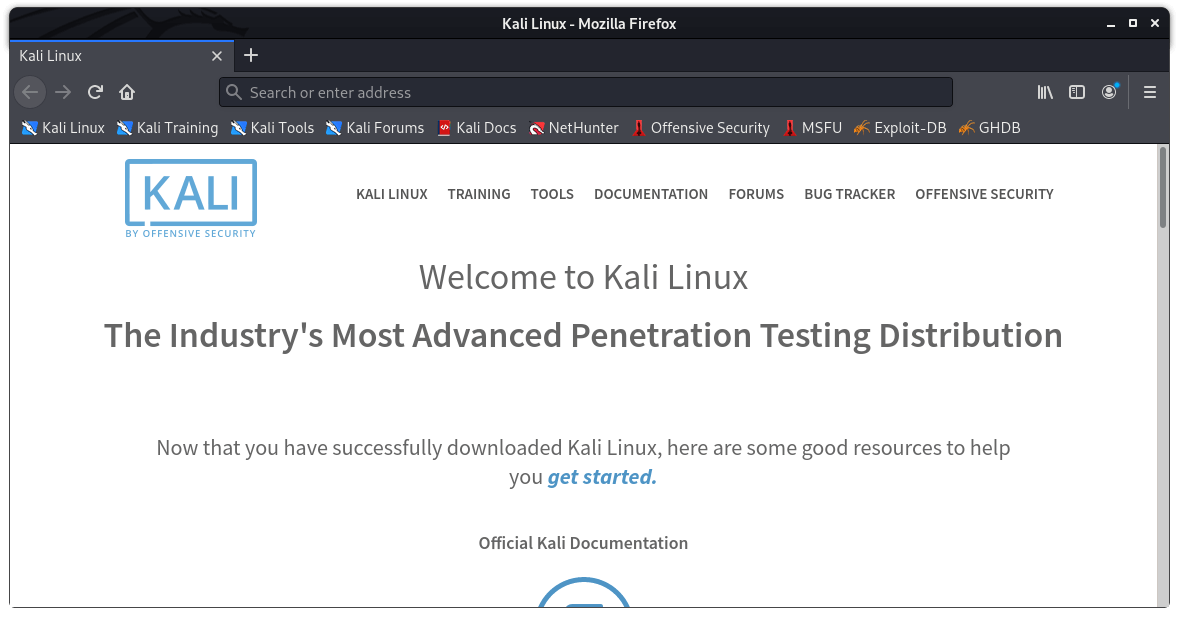 Kali Linux - Mozilla Firefox
Kali Linux
Search or enter address
Kali Linux Kali Training Kali Tools Kali Forums Kali Docs NetHunter Offensive Security MSFU Exploit-DB GHDB
KALI
BY OFFENSIVE SECURITY
KALI LINUX TRAINING TOOLS DOCUMENTATION FORUMS BUG TRACKER OFFENSIVE SECURITY
Welcome to Kali Linux
The Industry's Most Advanced Penetration Testing Distribution
Now that you have successfully downloaded Kali Linux, here are some good resources to help
you get started.
Official Kali Documentation